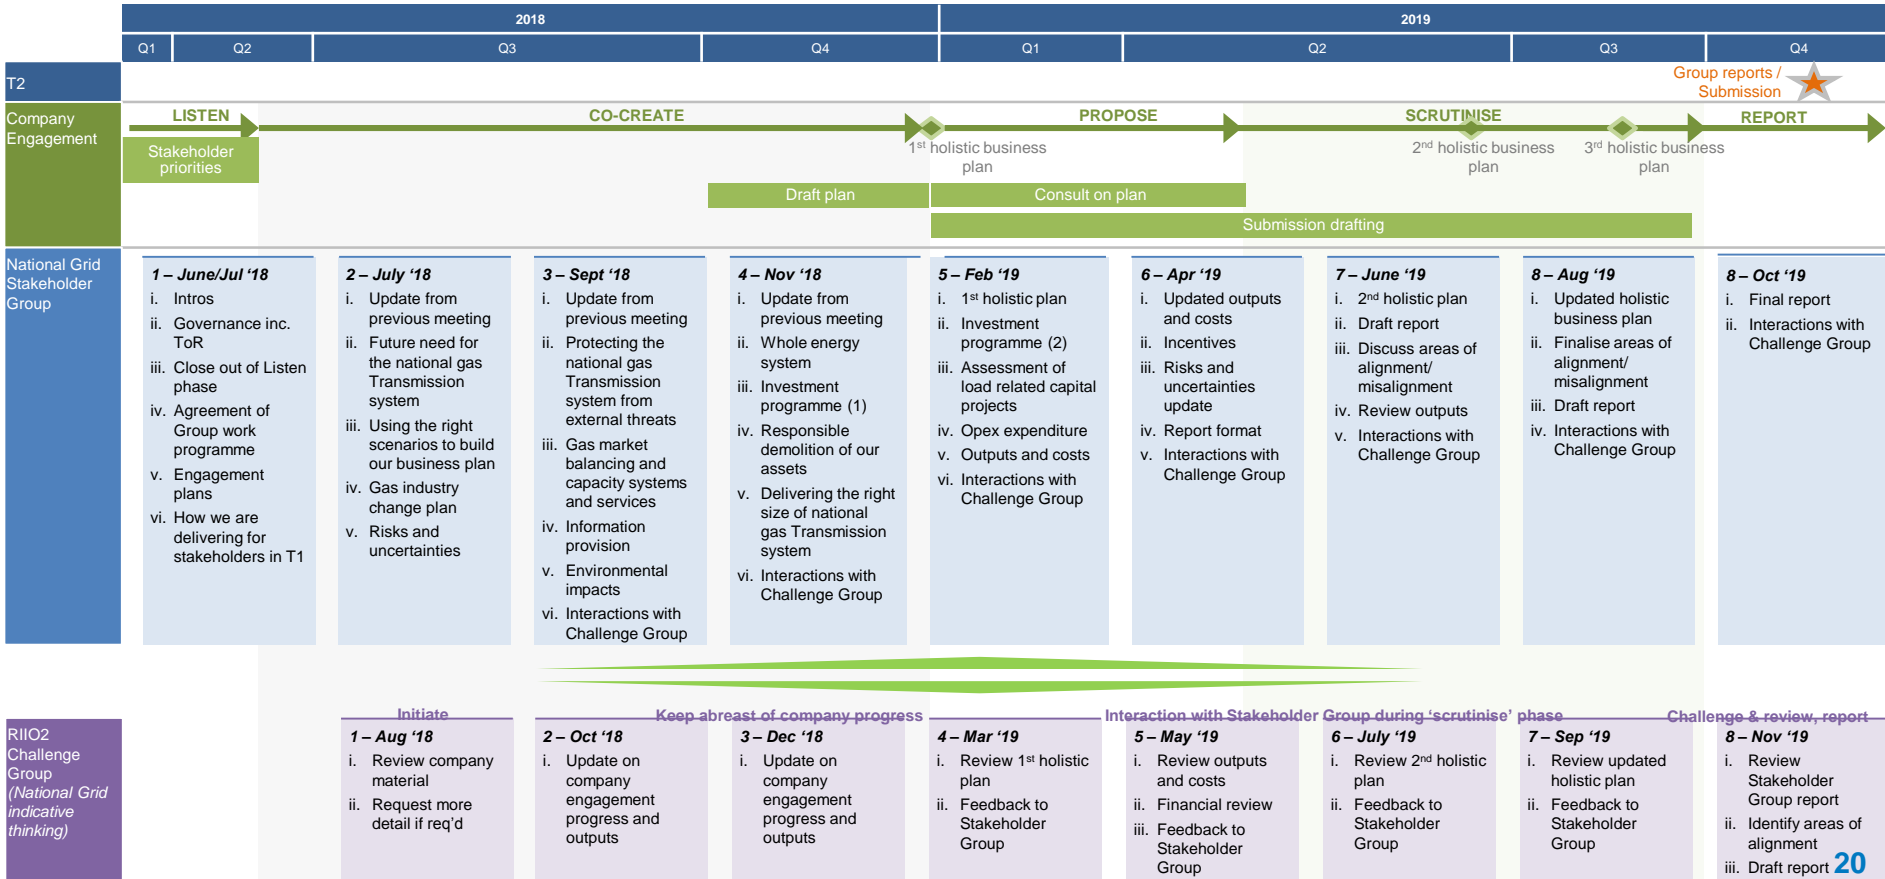 2018
2019
Q1
Q2
Q3
Q4
Q1
Q2
Q3
Q4
T2
Group reports /
Submission
Company
Engagement
LISTEN
CO-CREATE
PROPOSE
SCRUTINISE
REPORT
Stakeholder
priorities
1st holistic business
plan
2nd holistic business
plan
3rd holistic business
plan
Draft plan
Consult on plan
Submission drafting
National Grid
Stakeholder
Group
1 – June/Jul ‘18
i. Intros
ii. Governance inc.
ToR
iii. Close out of Listen
phase
iv. Agreement of
Group work
programme
v. Engagement
plans
vi. How we are
delivering for
stakeholders in T1
2 – July ‘18
i. Update from
previous meeting
ii. Future need for
the national gas
Transmission
system
iii. Using the right
scenarios to build
our business plan
iv. Gas industry
change plan
v. Risks and
uncertainties
3 – Sept ‘18
i. Update from
previous meeting
ii. Protecting the
national gas
Transmission
system from
external threats
iii. Gas market
balancing and
capacity systems
and services
iv. Information
provision
v. Environmental
impacts
vi. Interactions with
Challenge Group
4 – Nov ‘18
i. Update from
previous meeting
ii. Whole energy
system
iii. Investment
programme (1)
iv. Responsible
demolition of our
assets
v. Delivering the right
size of national
gas Transmission
system
vi. Interactions with
Challenge Group
5 – Feb ‘19
i. 1st holistic plan
ii. Investment
programme (2)
iii. Assessment of
load related capital
projects
iv. Opex expenditure
v. Outputs and costs
vi. Interactions with
Challenge Group
6 – Apr ‘19
i. Updated outputs
and costs
ii. Incentives
iii. Risks and
uncertainties
update
iv. Report format
v. Interactions with
Challenge Group
7 – June ‘19
i. 2nd holistic plan
ii. Draft report
iii. Discuss areas of
alignment/
misalignment
iv. Review outputs
v. Interactions with
Challenge Group
8 – Aug ‘19
i. Updated holistic
business plan
ii. Finalise areas of
alignment/
misalignment
iii. Draft report
iv. Interactions with
Challenge Group
8 – Oct ‘19
i. Final report
ii. Interactions with
Challenge Group
RIIO2
Challenge
Group
(National Grid
indicative
thinking)
Initiate
Keep abreast of company progress
Interaction with Stakeholder Group during ‘scrutinise’ phase
Challenge & review, report
1 – Aug ‘18
i. Review company
material
ii. Request more
detail if req’d
2 – Oct ‘18
i. Update on
company
engagement
progress and
outputs
3 – Dec ‘18
i. Update on
company
engagement
progress and
outputs
4 – Mar ‘19
i. Review 1st holistic
plan
ii. Feedback to
Stakeholder
Group
5 – May ‘19
i. Review outputs
and costs
ii. Financial review
iii. Feedback to
Stakeholder
Group
6 – July ‘19
i. Review 2nd holistic
plan
ii. Feedback to
Stakeholder
Group
7 – Sep ‘19
i. Review updated
holistic plan
ii. Feedback to
Stakeholder
Group
8 – Nov ‘19
i. Review
Stakeholder
Group report
ii. Identify areas of
alignment
iii. Draft report
20